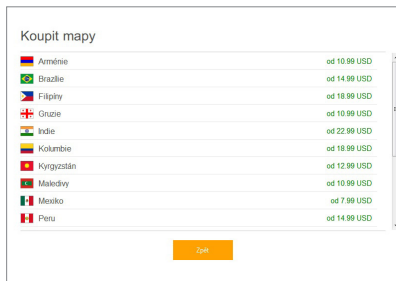 Koupit mapy
Arménie od 10.99 USD
Brazílie od 14.99 USD
Filipíny od 18.99 USD
Gruzie od 10.99 USD
Indie od 22.99 USD
Kolumbie od 18.99 USD
Kyrgyzstán od 12.99 USD
Maledivy od 10.99 USD
Mexiko od 7.99 USD
Peru od 14.99 USD
Zpět